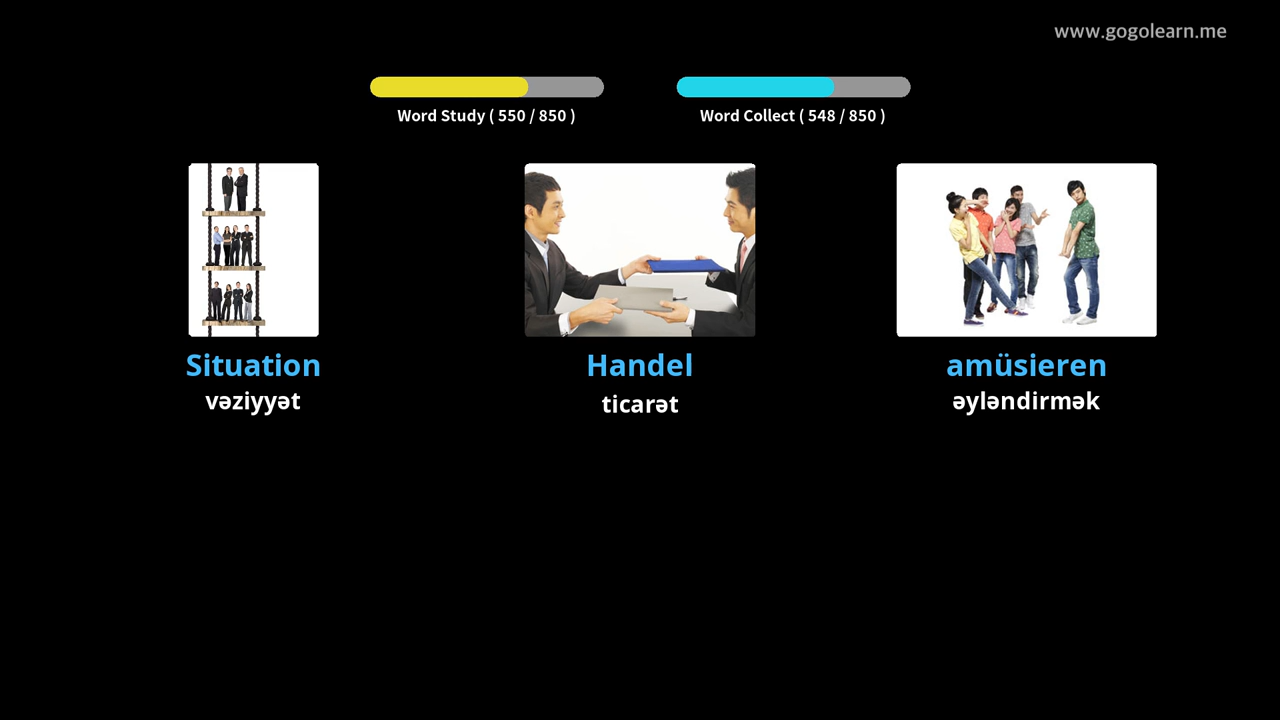 www.gogolearn.me
Word Study ( 550 / 850 )
Word Collect ( 548 / 850 )
Situation
vəziyyət
Handel
ticarət
amüsieren
əyləndirmək